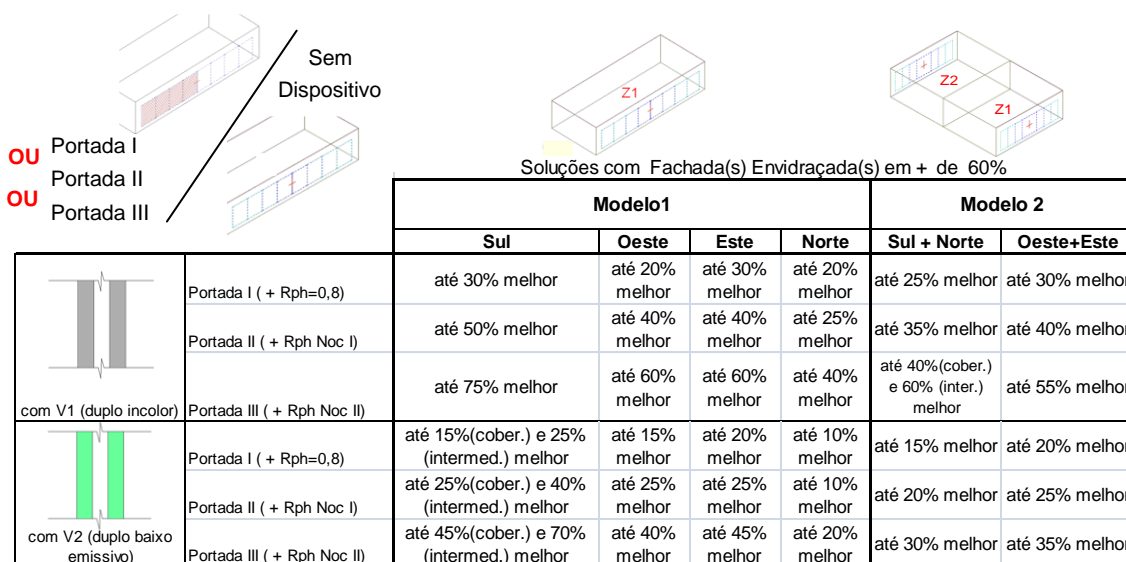 Sem
Dispositivo
OU Portada I
Portada II
OU Portada III
Z1
Z2
Z1
Soluções com Fachada(s) Envidraçada(s) em + de 60%
Modelo1 Modelo 2
Sul Oeste Este Norte Sul + Norte Oeste+Este
com V1 (duplo incolor)
Portada I ( + Rph=0,8) até 30% melhor até 20% melhor até 30% melhor até 20% melhor até 25% melhor até 30% melhor
Portada II ( + Rph Noc I) até 50% melhor até 40% melhor até 40% melhor até 25% melhor até 35% melhor até 40% melhor
Portada III ( + Rph Noc II) até 75% melhor até 60% melhor até 60% melhor até 40% melhor até 40%(cober.) e 60% (inter.) melhor até 55% melhor
com V2 (duplo baixo emissivo)
Portada I ( + Rph=0,8) até 15%(cober.) e 25% (intermed.) melhor até 15% melhor até 20% melhor até 10% melhor até 15% melhor até 20% melhor
Portada II ( + Rph Noc I) até 25%(cober.) e 40% (intermed.) melhor até 25% melhor até 25% melhor até 10% melhor até 20% melhor até 25% melhor
Portada III ( + Rph Noc II) até 45%(cober.) e 70% (intermed.) melhor até 40% melhor até 45% melhor até 20% melhor até 30% melhor até 35% melhor